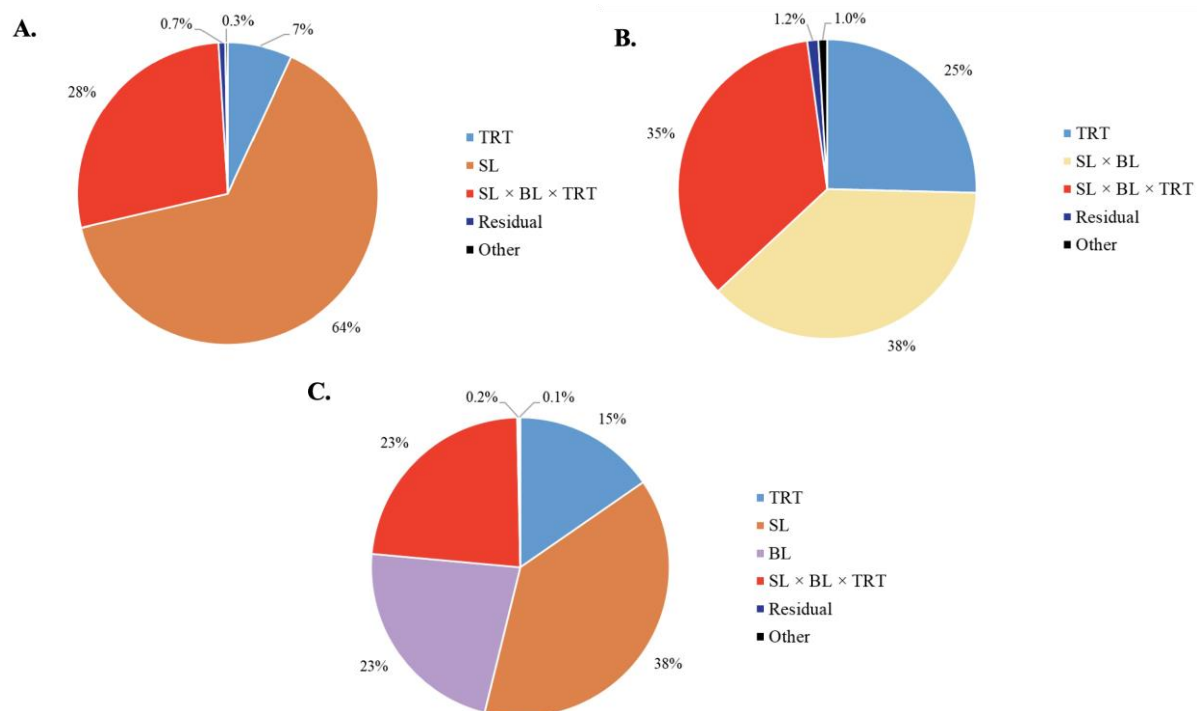 A.
0.7%
0.3%
7%
28%
64%
TRT
SL
SL × BL × TRT
Residual
Other
B.
1.2%
1.0%
25%
35%
38%
TRT
SL × BL
SL × BL × TRT
Residual
Other
C.
0.2%
0.1%
15%
23%
23%
38%
TRT
SL
BL
SL × BL × TRT
Residual
Other